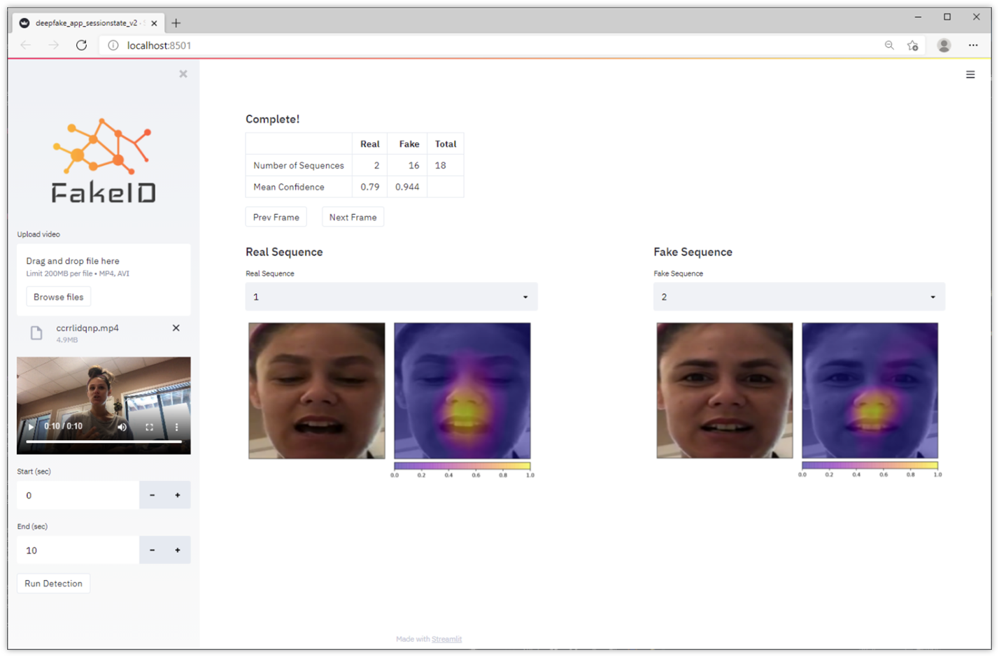 deepfake_app_sessionstate_v2 ·
localhost:8501
FakeID
Upload video
Drag and drop file here
Limit 200MB per file • MP4, AVI
Browse files
ccrrlidqnp.mp4
4.9MB
0:10 / 0:10
Start (sec)
0
- +
End (sec)
10
- +
Run Detection
Complete!
Real Fake Total
Number of Sequences 2 16 18
Mean Confidence 0.79 0.944
Prev Frame Next Frame
Real Sequence
Real Sequence
1
0.0 0.2 0.4 0.6 0.8 1.0
Fake Sequence
Fake Sequence
2
0.0 0.2 0.4 0.6 0.8 1.0
Made with Streamlit